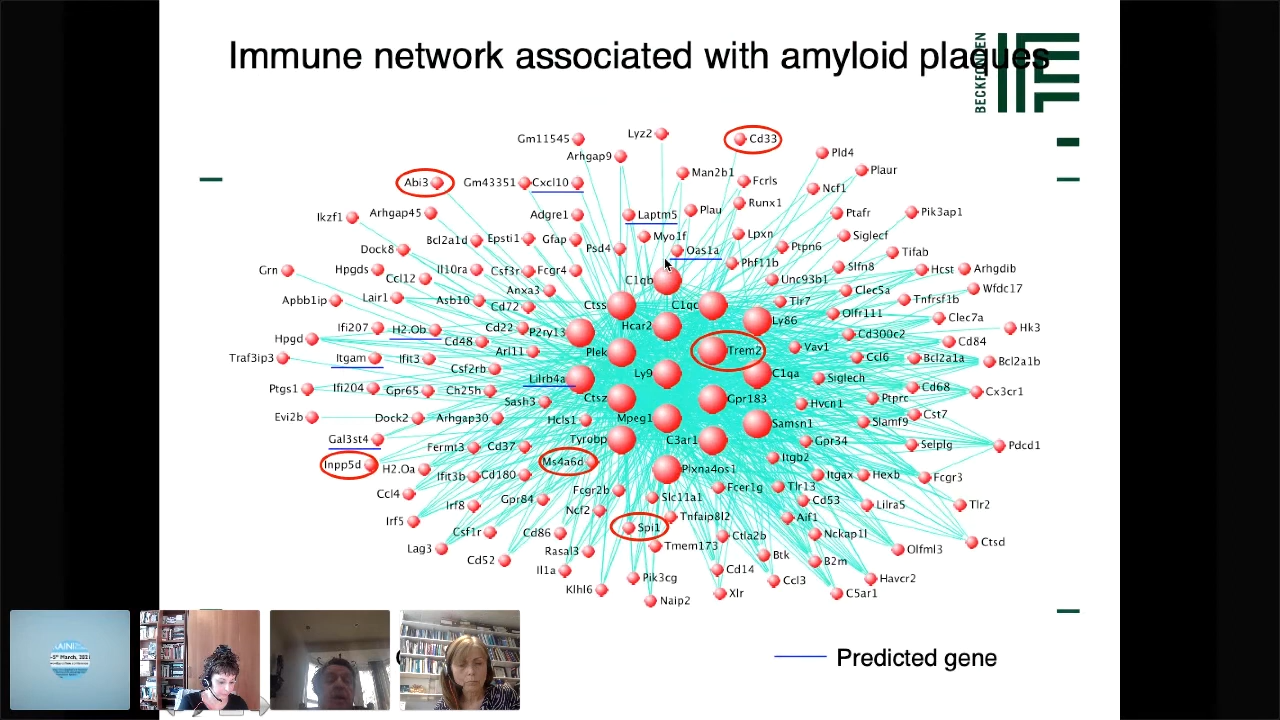 Immune network associated with amyloid plaques
BECKFONDEN
Gm11545
Lyz2
Cd33
Arhgap9
Pld4
Abi3
Gm43351
Cxcl10
Man2b1
Fcrls
Plaur
Ncf1
Ikzf1
Arhgap45
Adgre1
Laptm5
Plau
Runx1
Ptafr
Pik3ap1
Dock8
Bcl2a1d
Epsti1
Gfap
Psd4
Myo1f
Oas1a
Lpxn
Ptpn6
Siglecf
Tifab
Grn
Hpgds
Ccl12
Il10ra
Csf3r
Fcgr4
C1qb
Phf11b
Unc93b1
Slfn8
Hcst
Arhgdib
Apbb1ip
Lair1
Asb10
Anxa3
Cd72
Ctss
C1qc
Tlr7
Clec5a
Tnfrsf1b
Wfdc17
Hpgd
Ifi207
H2.Ob
Cd48
Cd22
P2ry13
Hcar2
Ly86
Olfr111
Cd300c2
Clec7a
Cd84
Hk3
Traf3ip3
Itgam
Ifit3
Arl11
Plek
Trem2
Vav1
Ccl6
Bcl2a1a
Bcl2a1b
Csf2rb
Lilrb4a
Ly9
C1qa
Siglech
Ptgs1
Ifi204
Gpr65
Ch25h
Sash3
Ctsz
Gpr183
Hvcn1
Ptprc
Cd68
Cx3cr1
Evi2b
Dock2
Arhgap30
Hcls1
Mpeg1
Samsn1
Slamf9
Cst7
Gal3st4
Fermt3
Cd37
Tyrobp
C3ar1
Gpr34
Selplg
Pdcd1
Inpp5d
H2.Oa
Ifit3b
Cd180
Ms4a6d
Plxna4os1
Itgb2
Itgax
Hexb
Fcgr3
Ccl4
Irf8
Gpr84
Fcgr2b
Slc11a1
Fcer1g
Tlr13
Cd53
Lilra5
Tlr2
Irf5
Csf1r
Cd86
Ncf2
Spi1
Tnfaip8l2
Ctla2b
Aif1
Nckap1l
Ctsd
Lag3
Cd52
Rasal3
Tmem173
Btk
B2m
Olfml3
Il1a
Klhl6
Pik3cg
Cd14
Ccl3
Havcr2
Naip2
Xlr
C5ar1
Predicted gene